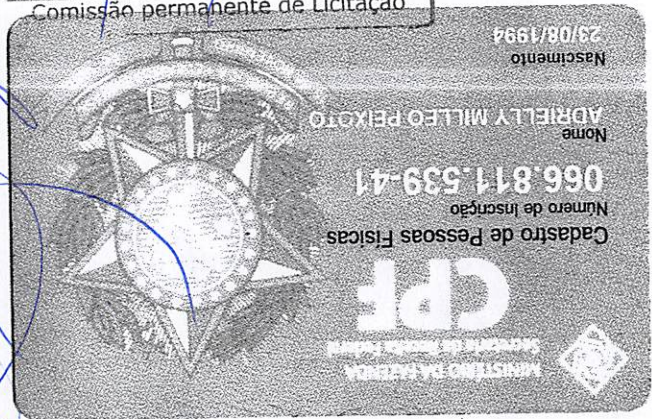 Comissão permanente de Licitação
MINISTÉRIO DA FAZENDA
Secretaria da Receita Federal
CPF
Cadastro de Pessoas Físicas
Número de Inscrição
066.811.539-41
Nome
ADRIELLY MILLEO PEIXOTO
Nascimento
23/08/1994